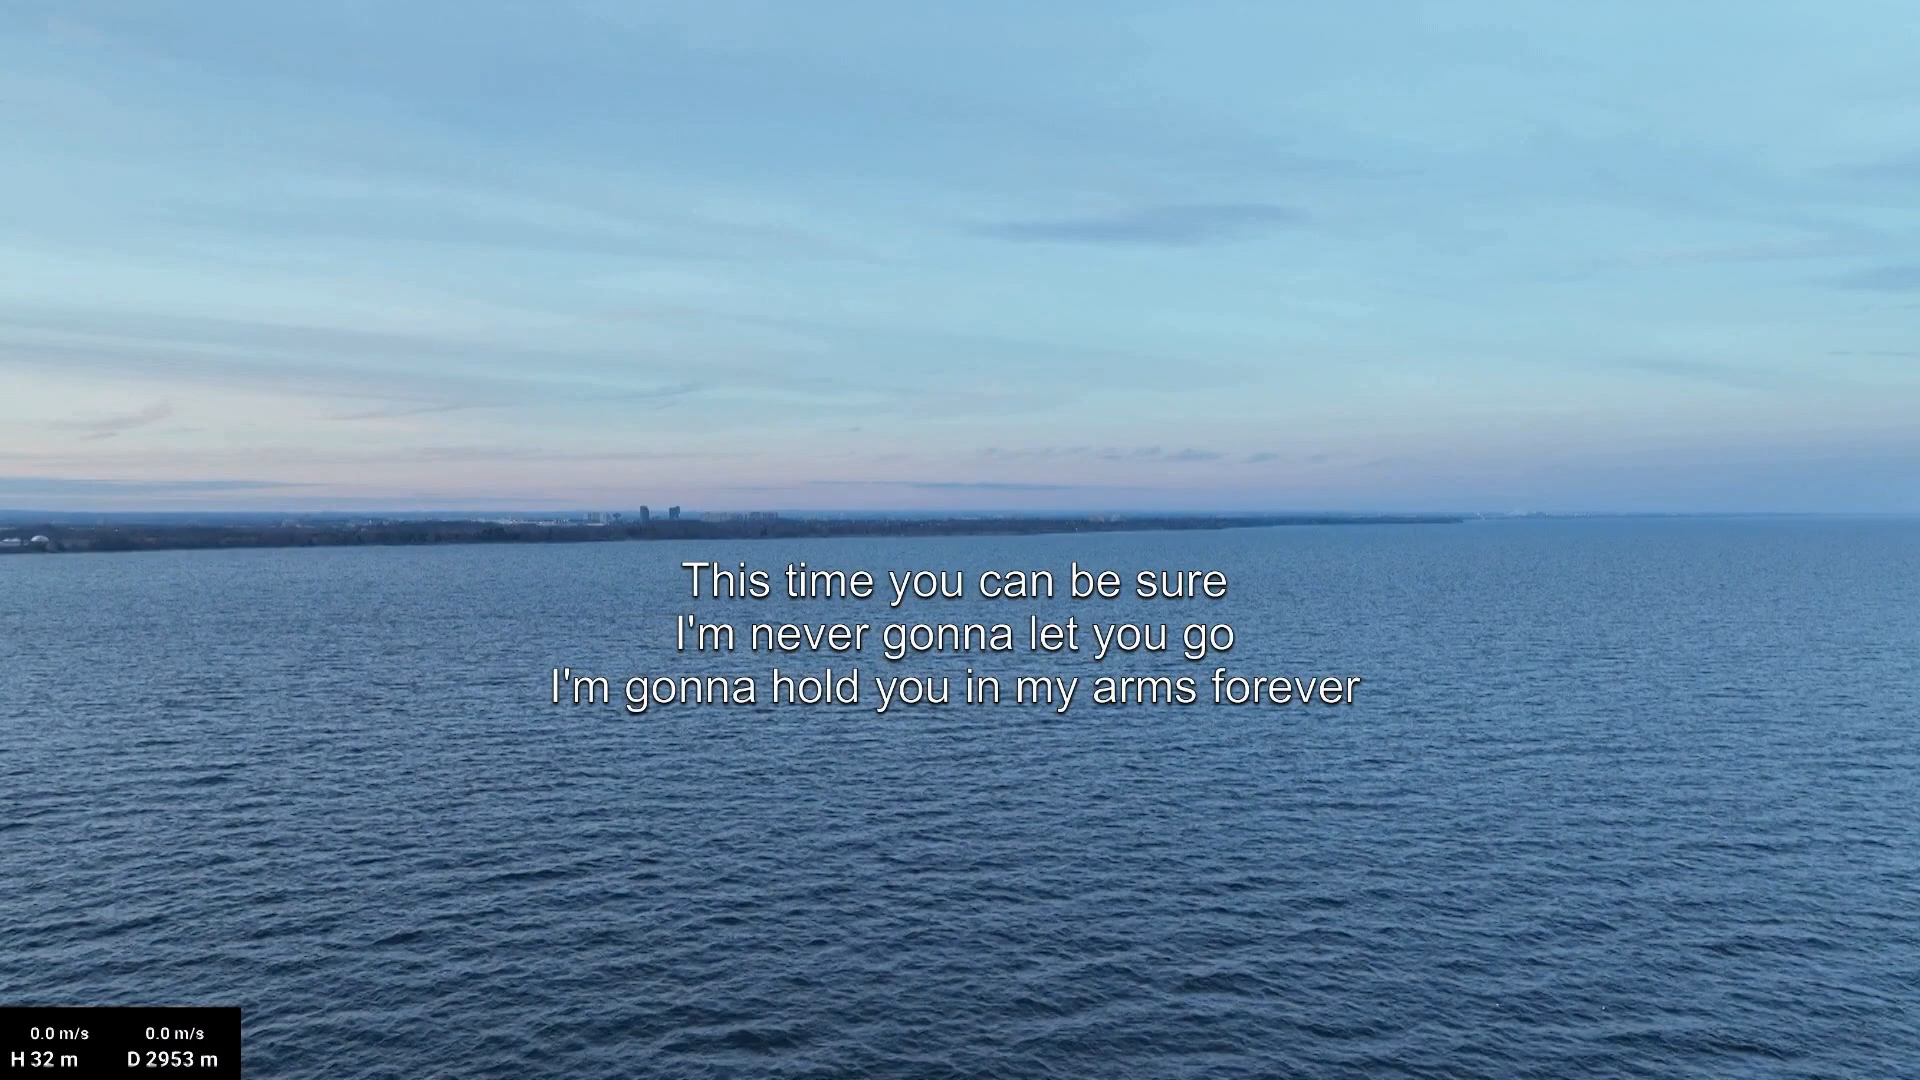 This time you can be sure
I'm never gonna let you go
I'm gonna hold you in my arms forever
0.0 m/s 0.0 m/s
H 32 m D 2953 m